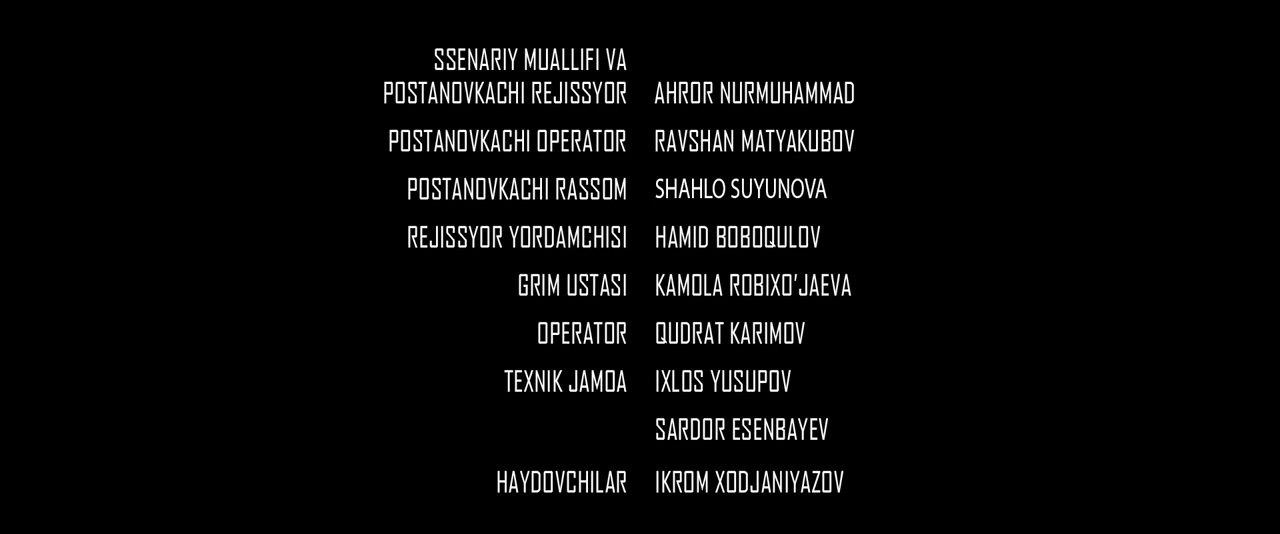 SSENARIY MUALLIFI VA
POSTANOVKACHI REJISSYOR AHROR NURMUHAMMAD
POSTANOVKACHI OPERATOR RAVSHAN MATYAKUBOV
POSTANOVKACHI RASSOM SHAHLO SUYUNOVA
REJISSYOR YORDAMCHISI HAMID BOBOQULOV
GRIM USTASI KAMOLA ROBIXO’JAEVA
OPERATOR QUDRAT KARIMOV
TEXNIK JAMOA IXLOS YUSUPOV
SARDOR ESENBAYEV
HAYDOVCHILAR IKROM XODJANIYAZOV